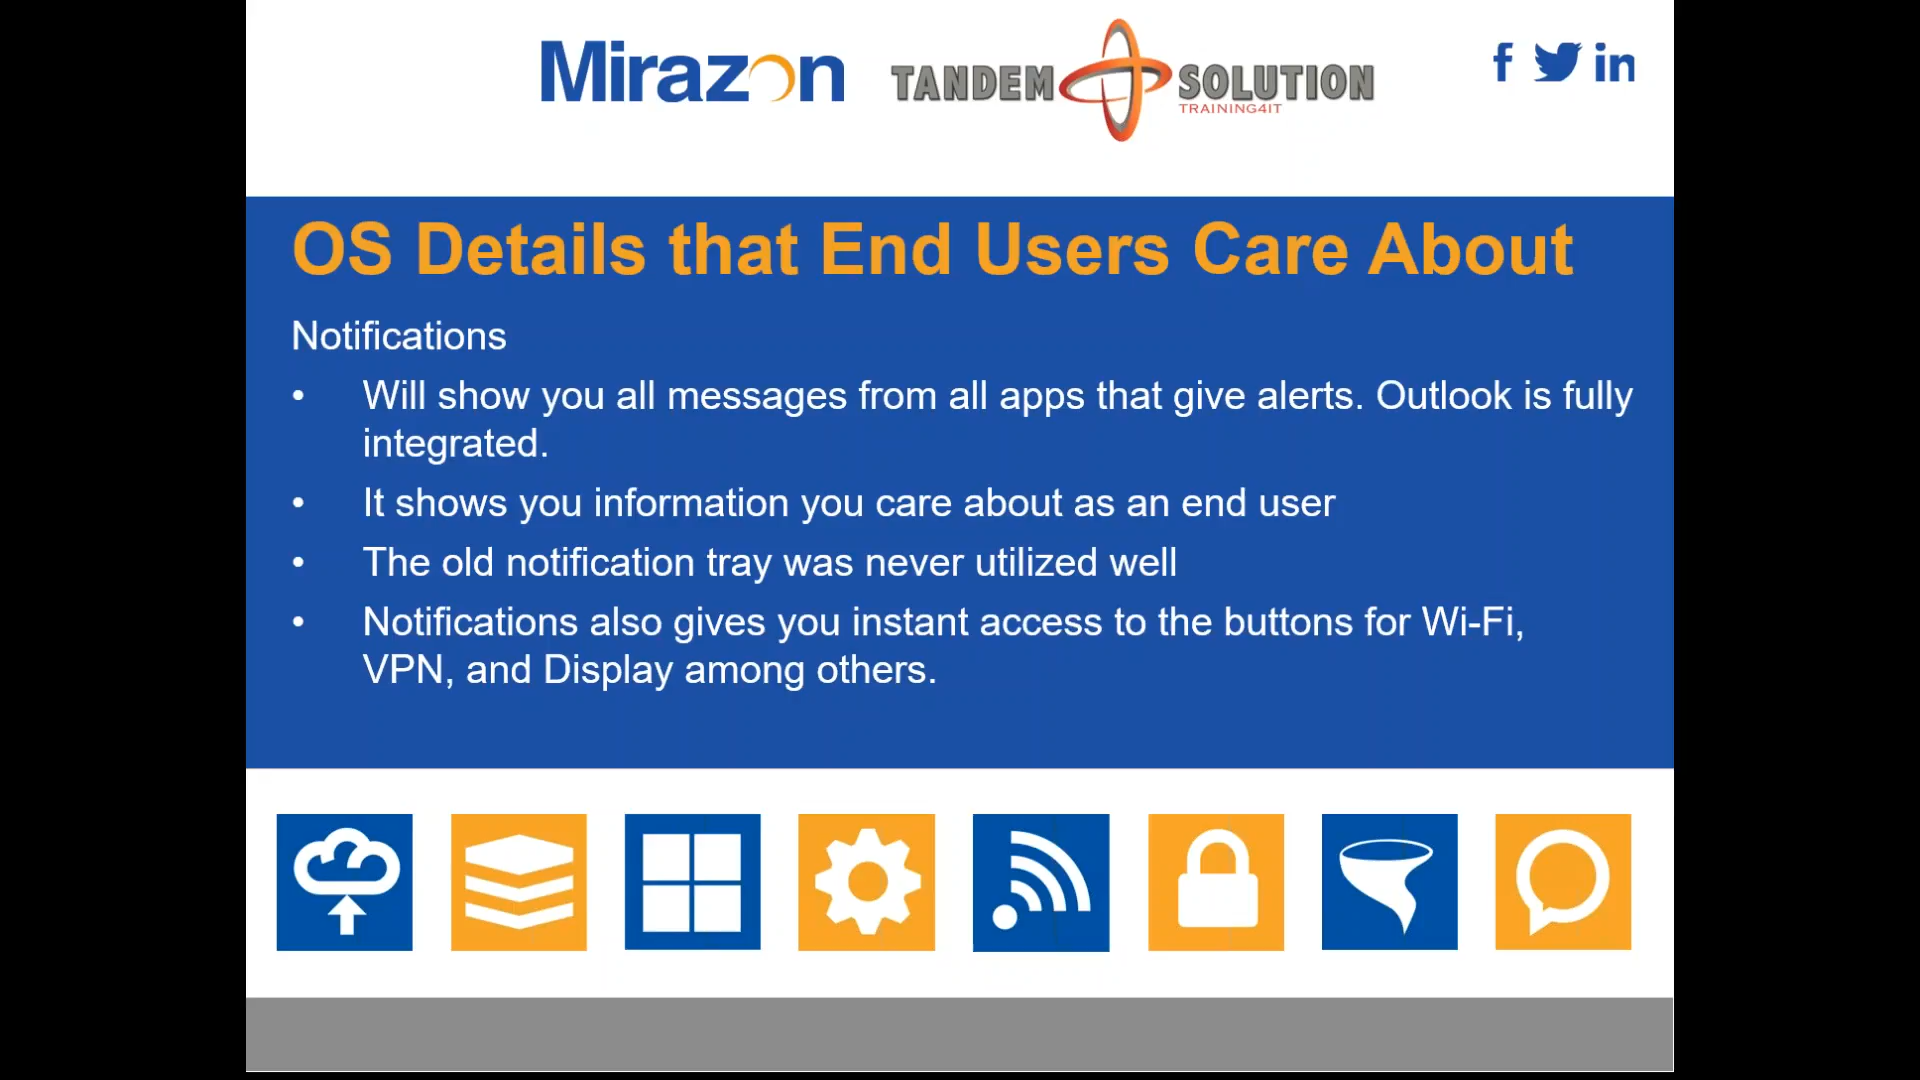 Mirazon
TANDEM SOLUTION
TRAINING4IT
f in
OS Details that End Users Care About
Notifications
• Will show you all messages from all apps that give alerts. Outlook is fully
integrated.
• It shows you information you care about as an end user
• The old notification tray was never utilized well
• Notifications also gives you instant access to the buttons for Wi-Fi,
VPN, and Display among others.